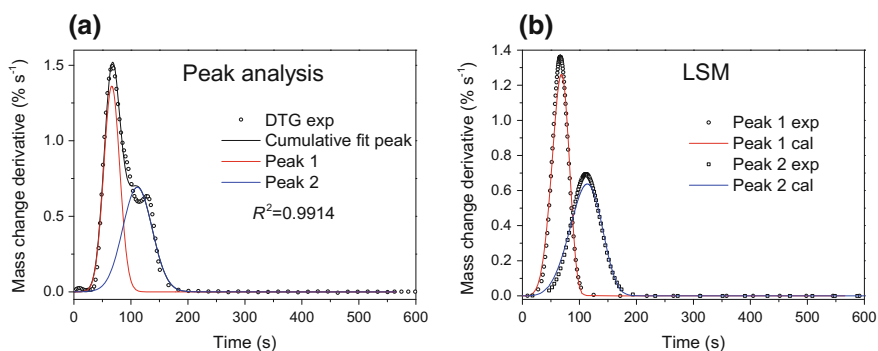 (a)
Peak analysis
DTG exp
Cumulative fit peak
Peak 1
Peak 2
R²=0.9914
Mass change derivative (% s⁻¹)
1.5
1.0
0.5
0.0
0 100 200 300 400 500 600
Time (s)
(b)
LSM
Peak 1 exp
Peak 1 cal
Peak 2 exp
Peak 2 cal
Mass change derivative (% s⁻¹)
1.4
1.2
1.0
0.8
0.6
0.4
0.2
0.0
0 100 200 300 400 500 600
Time (s)